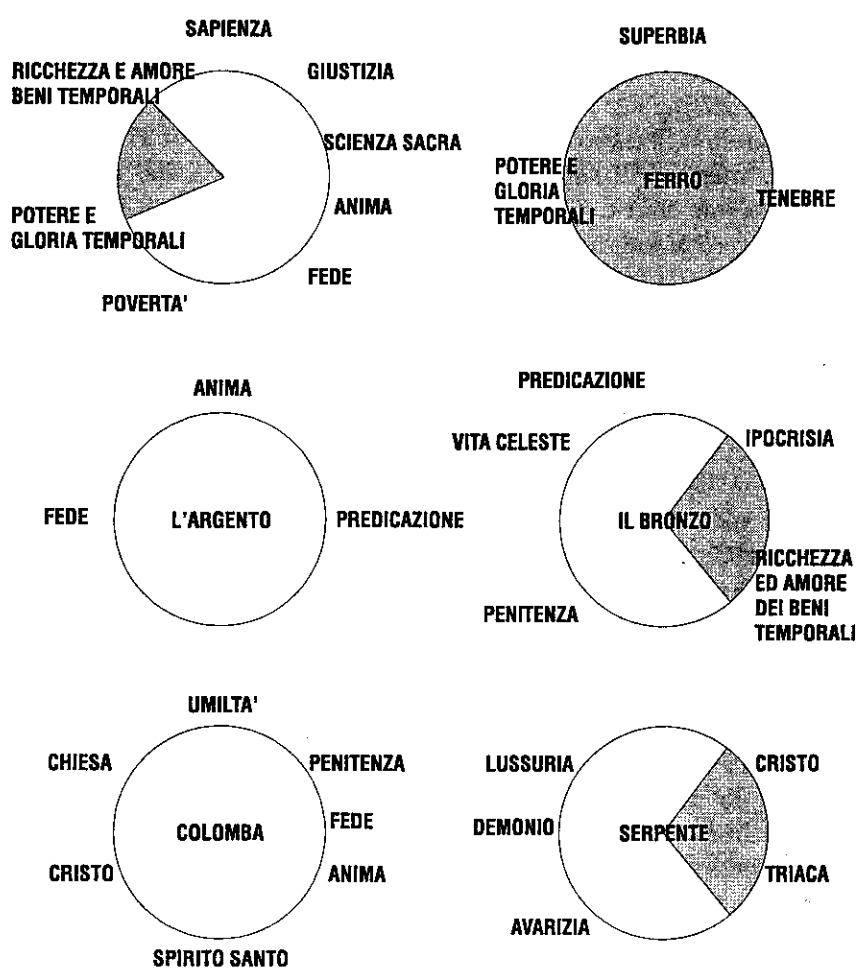 SAPIENZA
RICCHEZZA E AMORE
BENI TEMPORALI
GIUSTIZIA
SCIENZA SACRA
ANIMA
POTERE E
GLORIA TEMPORALI
FEDE
POVERTA'
SUPERBIA
POTERE E
GLORIA
TEMPORALI
FERRO
TENEBRE
ANIMA
FEDE
L'ARGENTO
PREDICAZIONE
PREDICAZIONE
VITA CELESTE
IPOCRISIA
IL BRONZO
RICCHEZZA
ED AMORE
DEI BENI
TEMPORALI
PENITENZA
UMILTA'
CHIESA
PENITENZA
COLOMBA
FEDE
CRISTO
ANIMA
SPIRITO SANTO
LUSSURIA
CRISTO
DEMONIO
SERPENTE
TRIACA
AVARIZIA